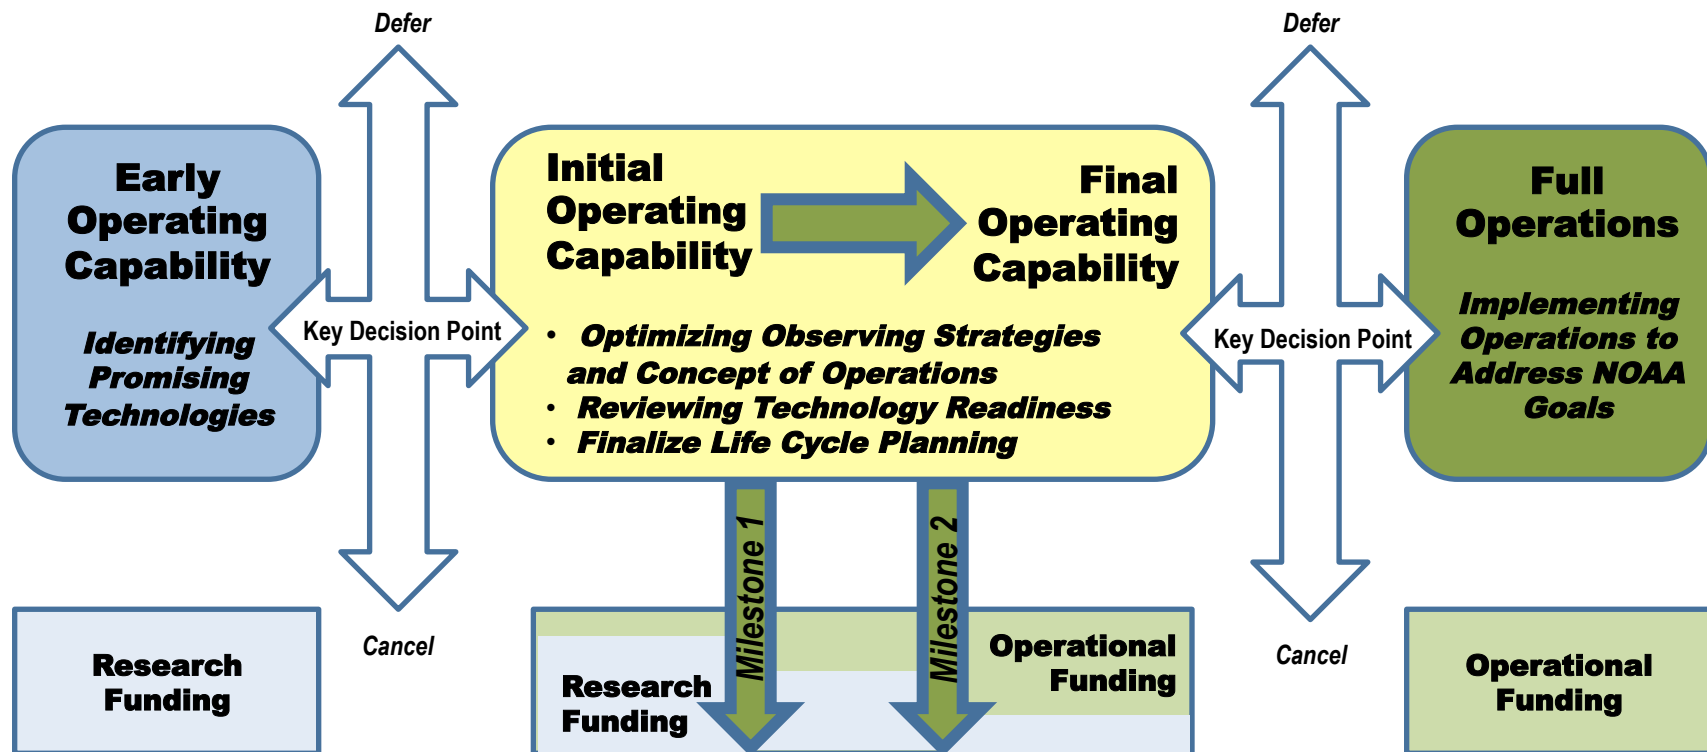 Defer
Defer
Early
Operating
Capability
Identifying
Promising
Technologies
Key Decision Point
Initial
Operating
Capability
Final
Operating
Capability
• Optimizing Observing Strategies
and Concept of Operations
• Reviewing Technology Readiness
• Finalize Life Cycle Planning
Key Decision Point
Full
Operations
Implementing
Operations to
Address NOAA
Goals
Milestone 1
Milestone 2
Cancel
Cancel
Research
Funding
Research
Funding
Operational
Funding
Operational
Funding